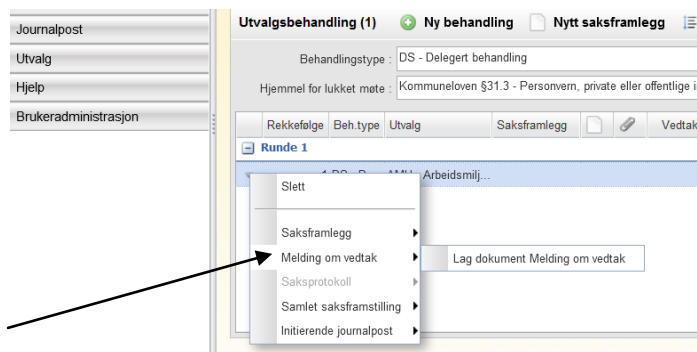 Journalpost
Utvalg
Hjelp
Brukeradministrasjon
Utvalgsbehandling (1) Ny behandling Nytt saksframlegg
Behandlingstype : DS - Delegert behandling
Hjemmel for lukket møte : Kommuneloven §31.3 - Personvern, private eller offentlige
Rekkefølge Beh.type Utvalg Saksframlegg Vedtak
Runde 1
1 DS - Arbeidsmilj...
Slett
Saksframlegg
Melding om vedtak
Lag dokument Melding om vedtak
Saksprotokoll
Samlet saksframstilling
Initierende journalpost